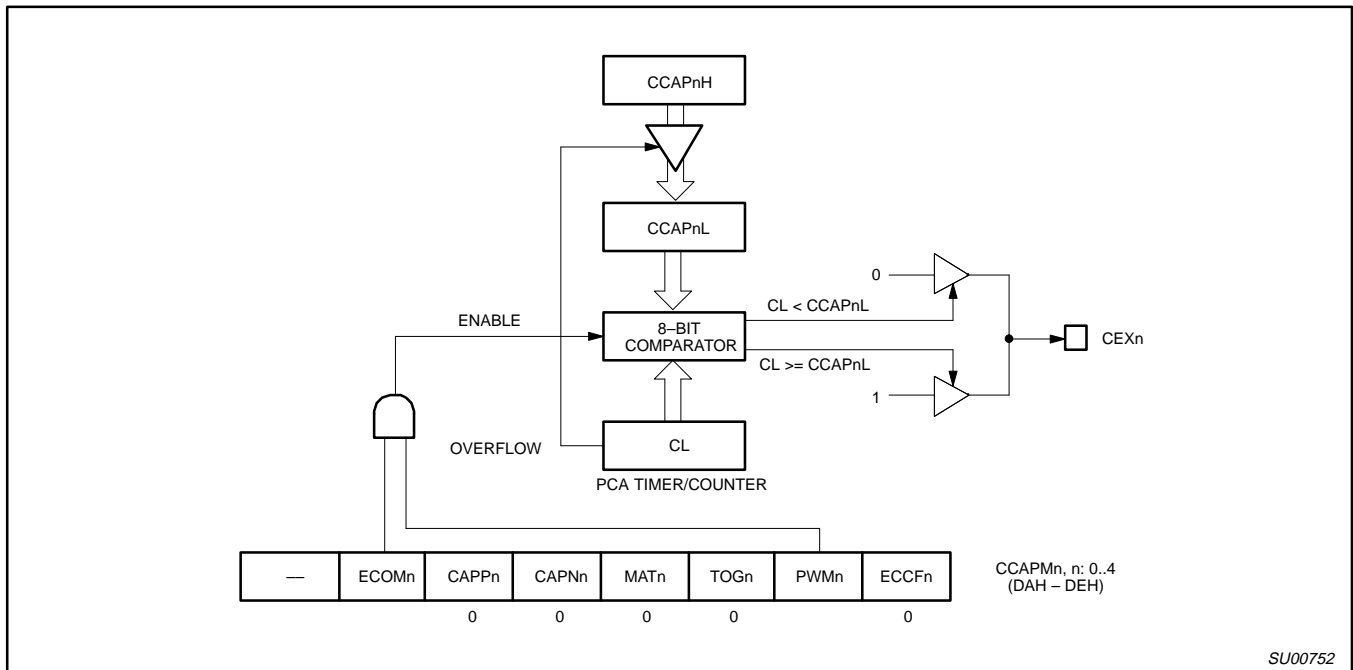 CCAPnH
CCAPnL
0
CL < CCAPnL
ENABLE
8–BIT
COMPARATOR
CEXn
CL >= CCAPnL
1
OVERFLOW
CL
PCA TIMER/COUNTER
— ECOMn CAPPn CAPNn MATn TOGn PWMn ECCFn
CCAPMn, n: 0..4
(DAH – DEH)
0 0 0 0 0
SU00752